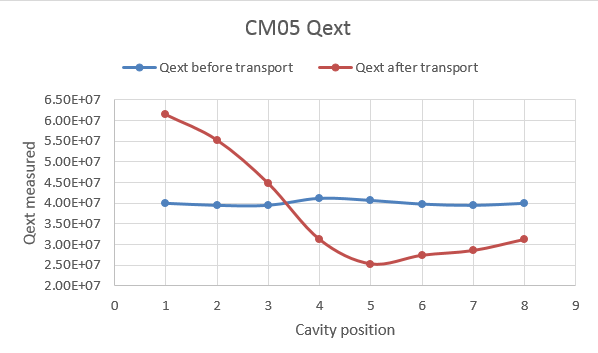 CM05 Qext
Qext before transport Qext after transport
6.50E+07
6.00E+07
5.50E+07
5.00E+07
4.50E+07
4.00E+07
3.50E+07
3.00E+07
2.50E+07
2.00E+07
Qext measured
0 1 2 3 4 5 6 7 8 9
Cavity position